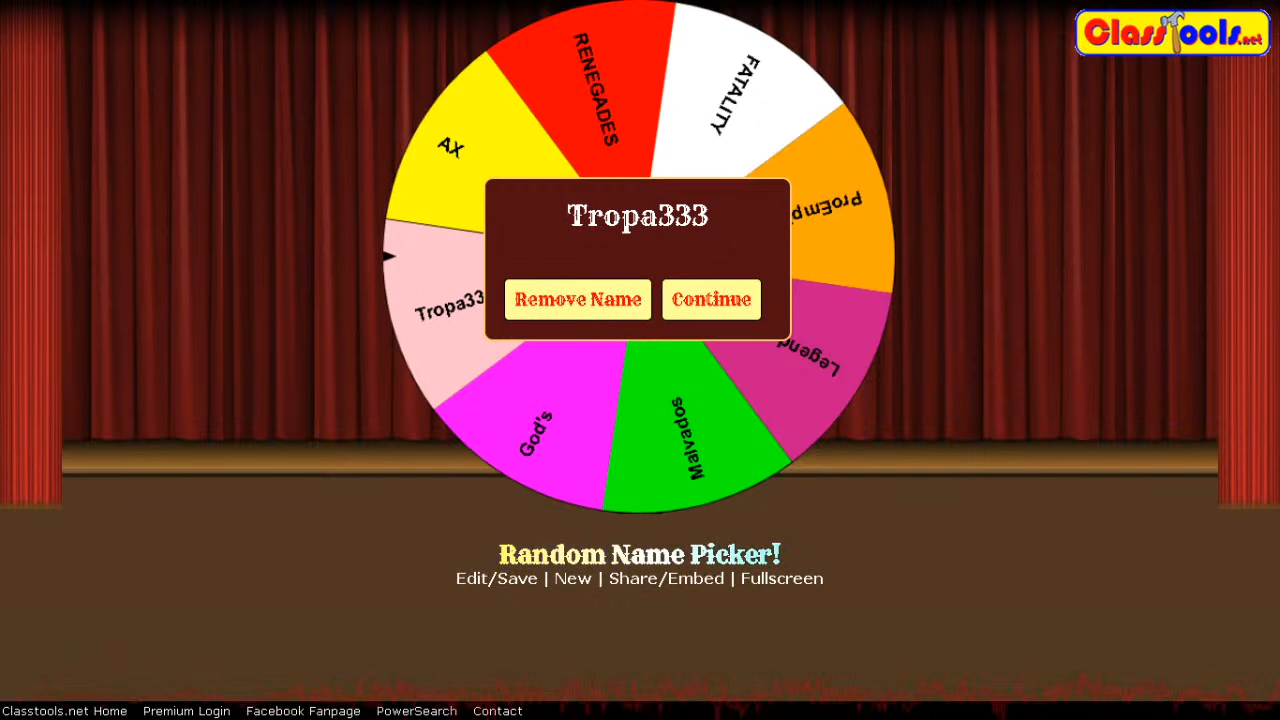 ClassTools.net
RENEGADES
FATALITY
AX
Tropa333
Tropa33
God's
Malvados
Legend
Remove Name
Continue
Random Name Picker!
Edit/Save | New | Share/Embed | Fullscreen
Classtools.net Home
Premium Login
Facebook Fanpage
PowerSearch
Contact